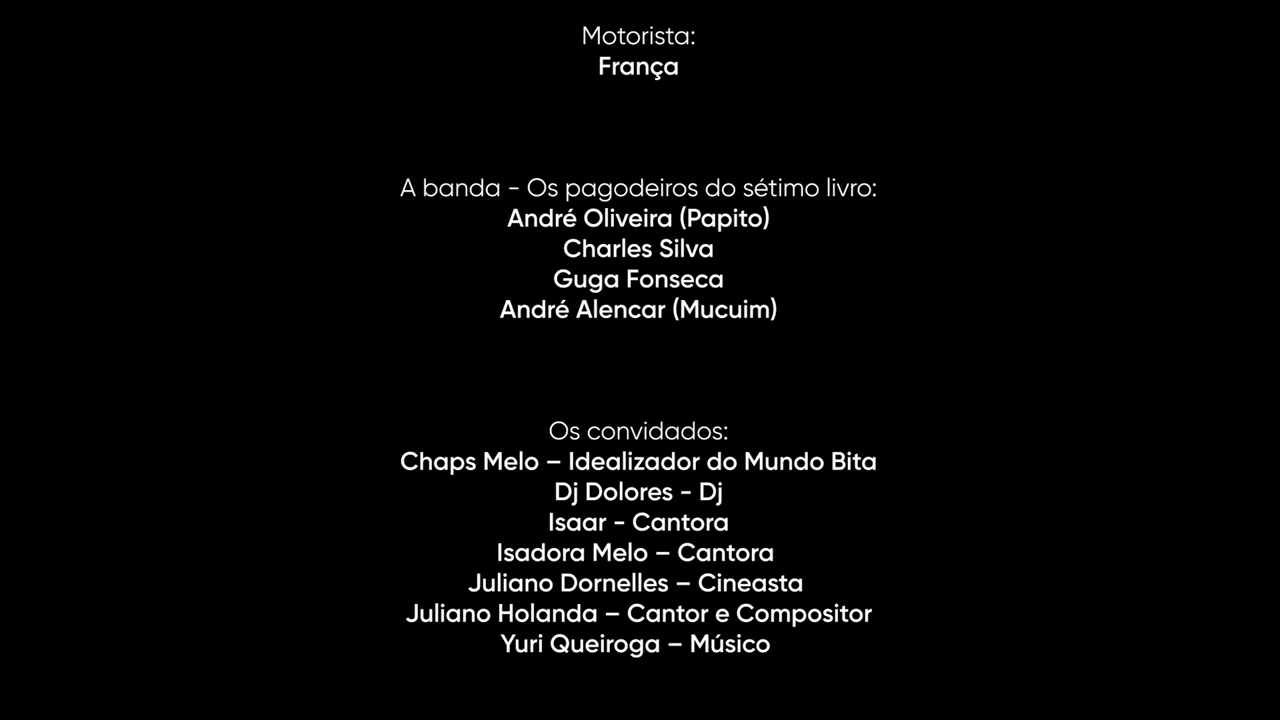 Motorista:
França
A banda - Os pagodeiros do sétimo livro:
André Oliveira (Papito)
Charles Silva
Guga Fonseca
André Alencar (Mucuim)
Os convidados:
Chaps Melo – Idealizador do Mundo Bita
Dj Dolores - Dj
Isaar - Cantora
Isadora Melo – Cantora
Juliano Dornelles – Cineasta
Juliano Holanda – Cantor e Compositor
Yuri Queiroga – Músico